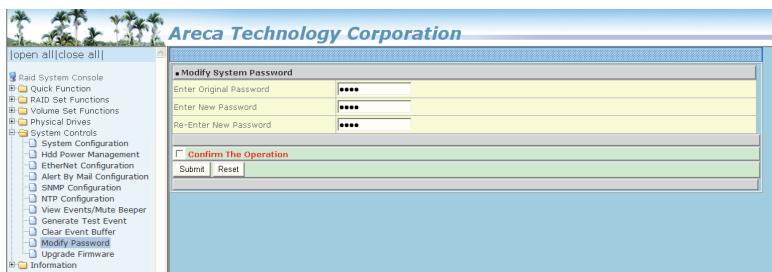 Areca Technology Corporation
|open all|close all|
Raid System Console
Quick Function
RAID Set Functions
Volume Set Functions
Physical Drives
System Controls
System Configuration
Hdd Power Management
EtherNet Configuration
Alert By Mail Configuration
SNMP Configuration
NTP Configuration
View Events/Mute Beeper
Generate Test Event
Clear Event Buffer
Modify Password
Upgrade Firmware
Information
▪ Modify System Password
Enter Original Password ●●●●
Enter New Password ●●●●
Re-Enter New Password ●●●●
Confirm The Operation
Submit Reset